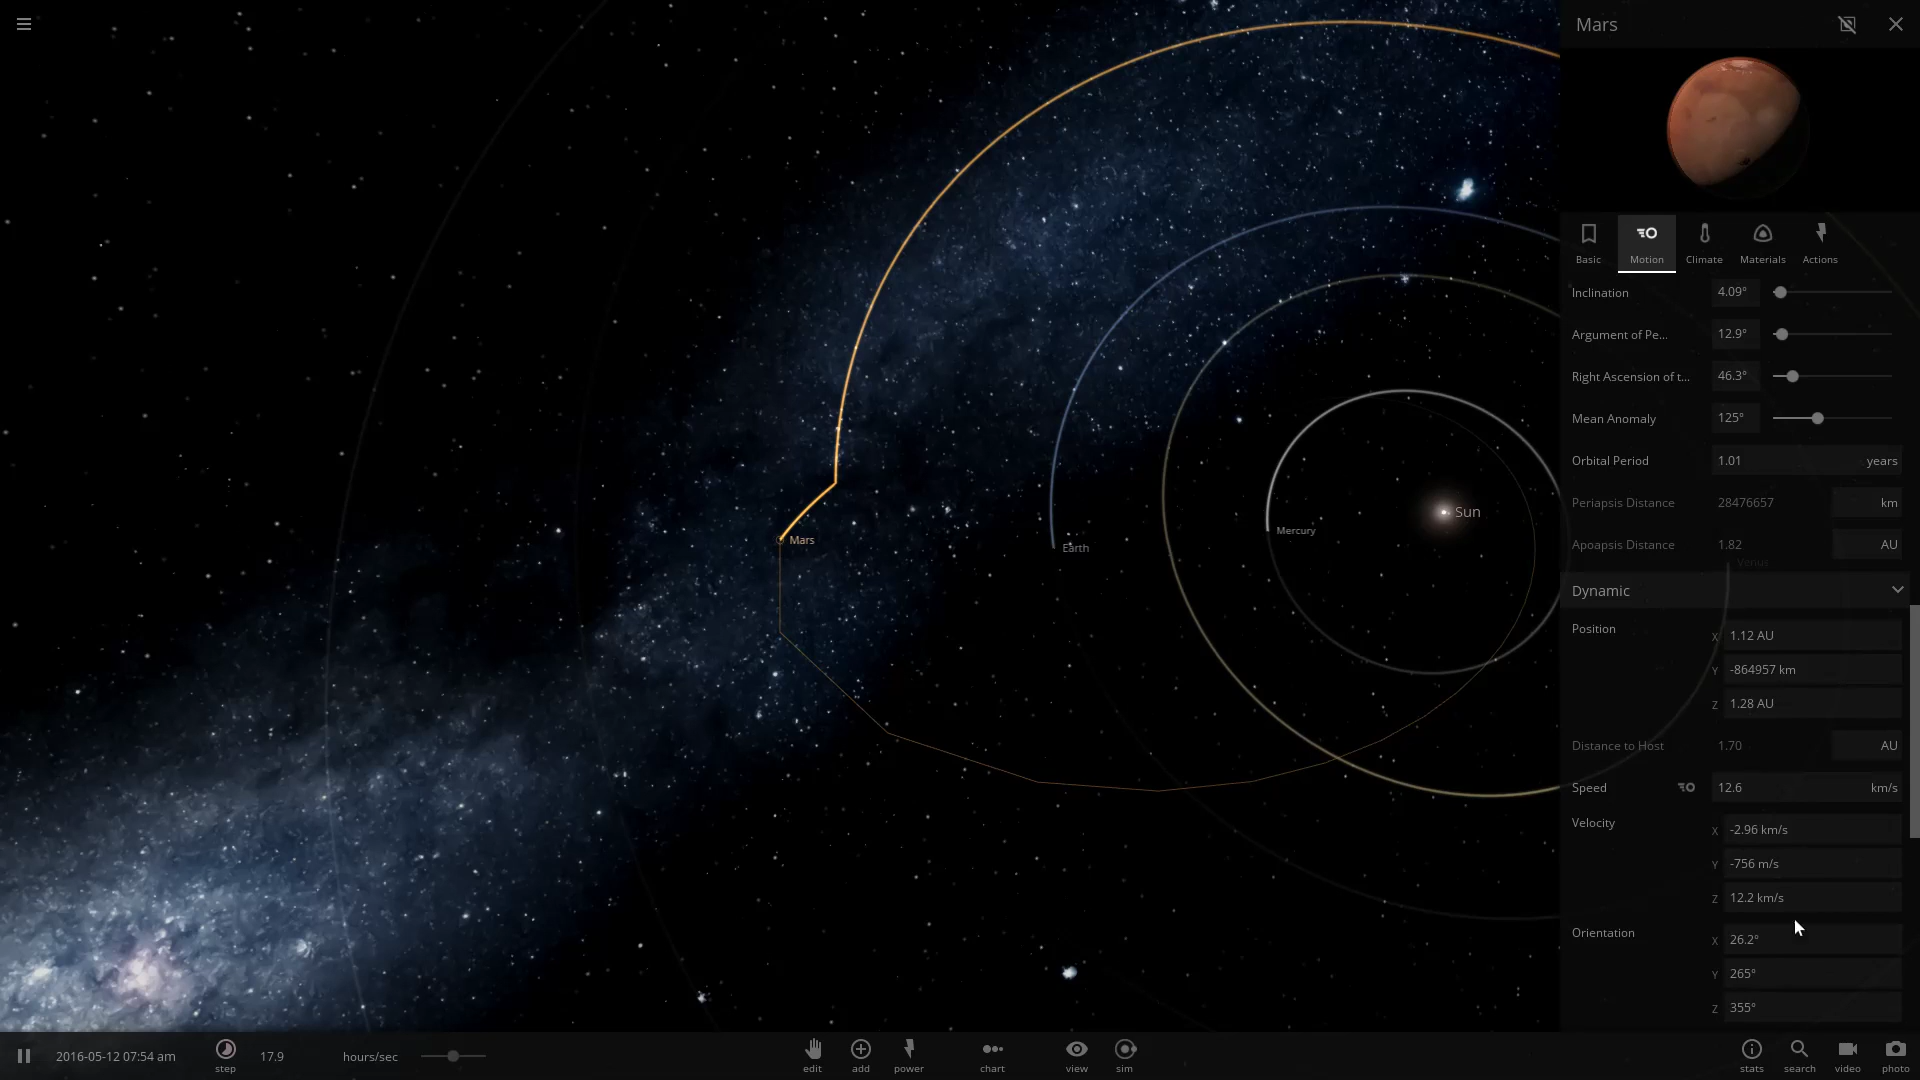 Mars
Basic
Motion
Climate
Materials
Actions
Inclination 4.09°
Argument of Pe... 12.9°
Right Ascension of t... 46.3°
Mean Anomaly 125°
Orbital Period 1.01 years
Periapsis Distance 28476657 km
Apoapsis Distance 1.82 AU
Venus
Dynamic
Position X 1.12 AU
Y -864957 km
Z 1.28 AU
Distance to Host 1.70 AU
Speed 12.6 km/s
Velocity X -2.96 km/s
Y -756 m/s
Z 12.2 km/s
Orientation X 26.2°
Y 265°
Z 355°
Sun
Mercury
Mars
Earth
2016-05-12 07:54 am
step
17.9 hours/sec
edit
add
power
chart
view
sim
stats
search
video
photo